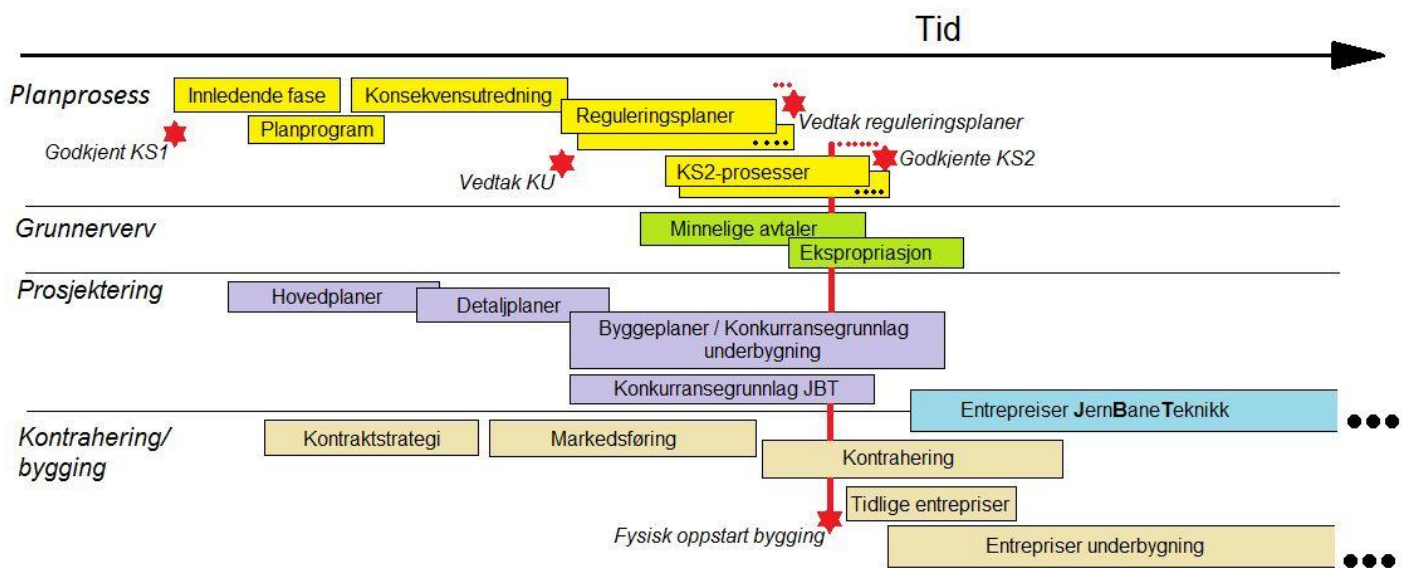 Tid
Planprosess
Innledende fase
Konsekvensutredning
Planprogram
Reguleringsplaner
Godkjent KS1
Vedtak KU
Vedtak reguleringsplaner
KS2-prosesser
Godkjente KS2
Grunnerverv
Minnelige avtaler
Ekspropriasjon
Prosjektering
Hovedplaner
Detaljplaner
Byggeplaner / Konkurransegrunnlag
underbygning
Konkurransegrunnlag JBT
Entrepreiser JernBaneTeknikk
Kontrahering/
bygging
Kontraktstrategi
Markedsføring
Kontrahering
Tidlige entrepriser
Fysisk oppstart bygging
Entrepriser underbygning